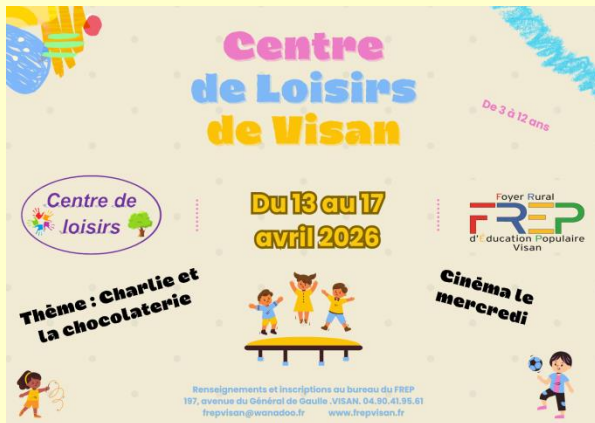 Centre
de Loisirs
de Visan
De 3 à 12 ans
Centre de
loisirs
Du 13 au 17
avril 2026
Foyer Rural
FREP
d'Éducation Populaire
Visan
Thème : Charlie et
la chocolaterie
Cinéma le
mercredi
Renseignements et inscriptions au bureau du FREP
197, avenue du Général de Gaulle .VISAN. 04.90.41.95.61
frepvisan@wanadoo.fr www.frepvisan.fr